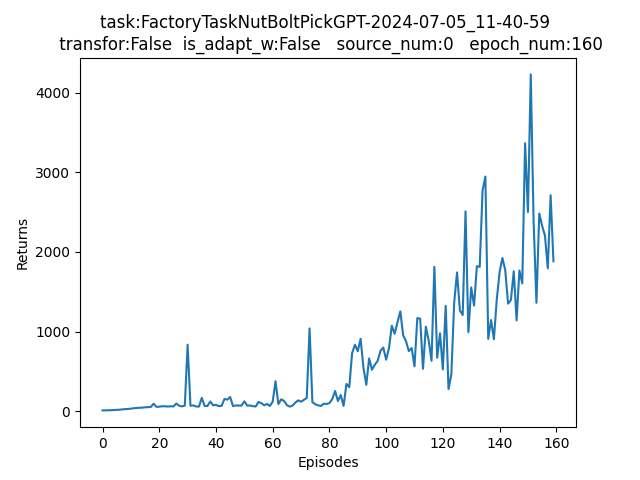 task:FactoryTaskNutBoltPickGPT-2024-07-05_11-40-59
transfor:False  is_adapt_w:False   source_num:0   epoch_num:160
Returns
4000
3000
2000
1000
0
0 20 40 60 80 100 120 140 160
Episodes